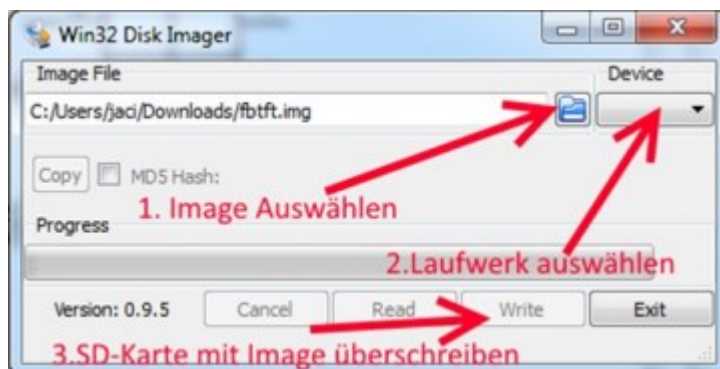 Win32 Disk Imager
Image File
Device
C:/Users/jaci/Downloads/fbtft.img
Copy
MD5 Hash:
1. Image Auswählen
Progress
2.Laufwerk auswählen
Version: 0.9.5
Cancel
Read
Write
Exit
3.SD-Karte mit Image überschreiben